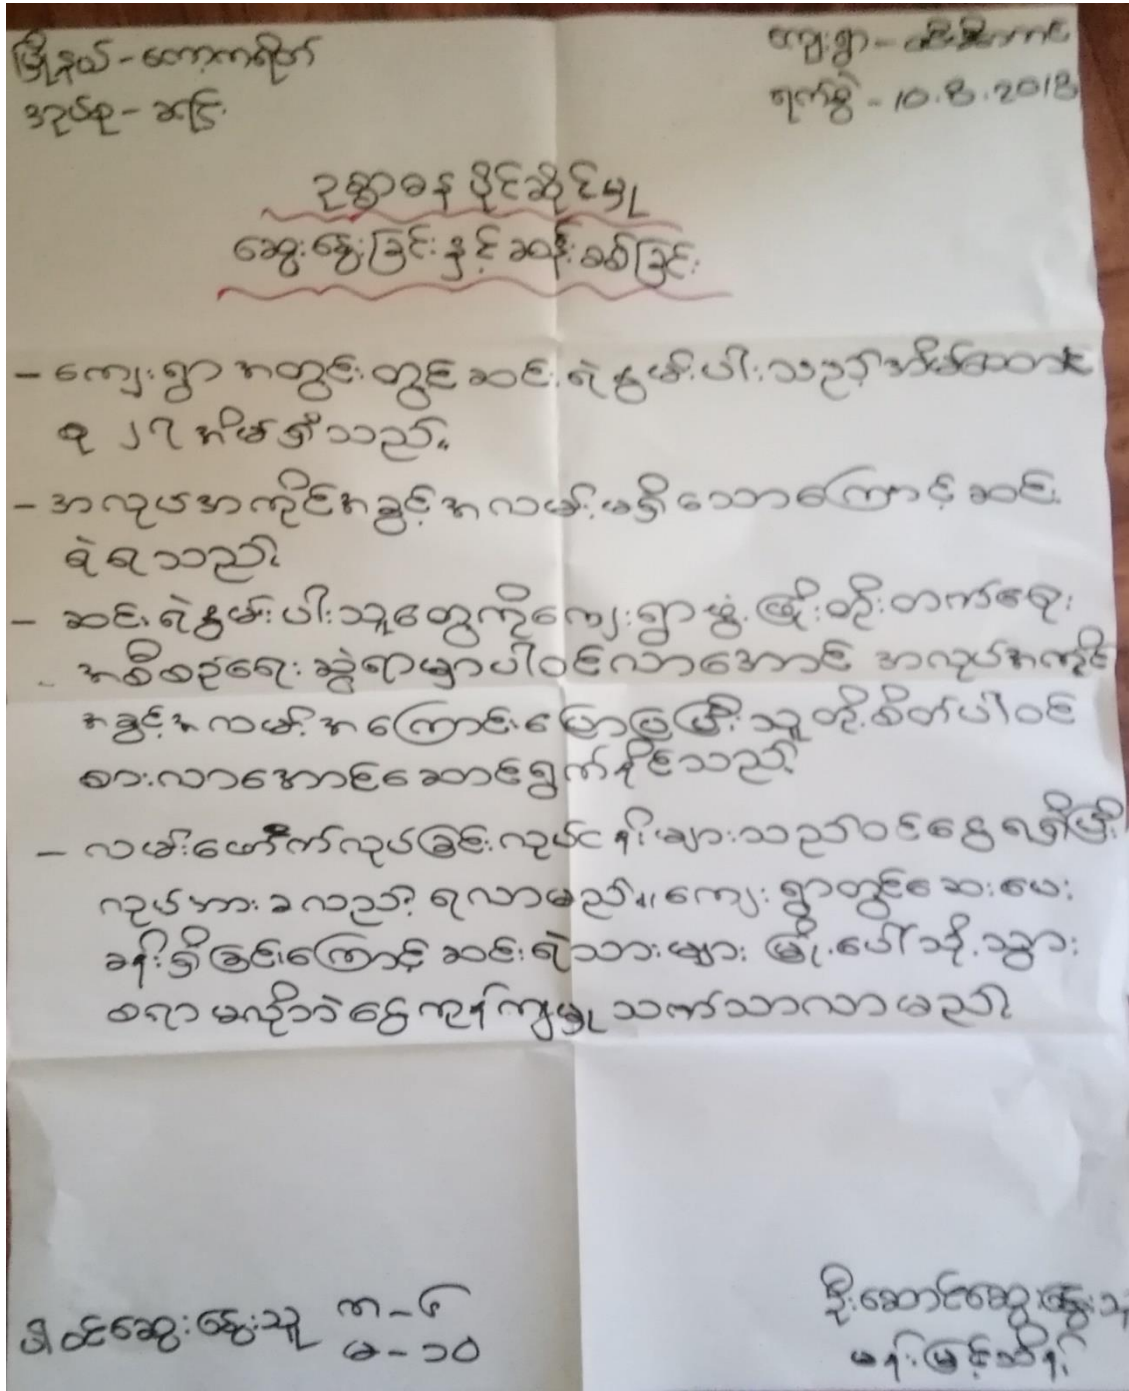 မြို့နယ် - ကော့ကရိတ်
ကျေးရွာ -
အုပ်စု - ခင်ြး
ရက်စွဲ - 10.8.2018
ဥစ္စာဓန ပိုင်ဆိုင်မှု
ဆွေးနွေးခြင်းနှင့် ဆန်းစစ်ခြင်း
- ကျေးရွာ အတွင်းတွင် ဆင်းရဲနွမ်းပါးသည့် အိမ်ထောင်
စု ၂၇ အိမ်ရှိသည်။
- အလုပ်အကိုင်အခွင့်အလမ်းမရှိသောကြောင့် ဆင်း
ရဲရသည်။
- ဆင်းရဲနွမ်းပါးသူတွေကိုကျေးရွာဖွံ့ဖြိုးတိုးတက်ရေး
အစီစဉ်ရေးဆွဲရာမှာပါဝင်လာအောင် အလုပ်အကိုင်
အခွင့်အလမ်းအကြောင်းပြောပြပြီးသူတို့စိတ်ပါဝင်
စားလာအောင်ဆောင်ရွက်နိုင်သည်။
- လမ်းဖောက်လုပ်ခြင်းလုပ်ငန်းများသည်ဝင်ငွေရရှိပြီး
လုပ်အားခလည်းရလာမည်။ ကျေးရွာတွင်ဆေးပေး
ခန်းရှိခြင်းကြောင့် ဆင်းရဲသားများ မြို့ပေါ်သို့သွား
စရာမလိုဘဲ ငွေကုန်ကျမှု သက်သာလာမည်။
ပါဝင်ဆွေးနွေးသူ
ကျ - ၆
မ - ၁၀
ဦးဆောင်ဆွေးနွေးသူ
မန်းမြင့်သိန်း